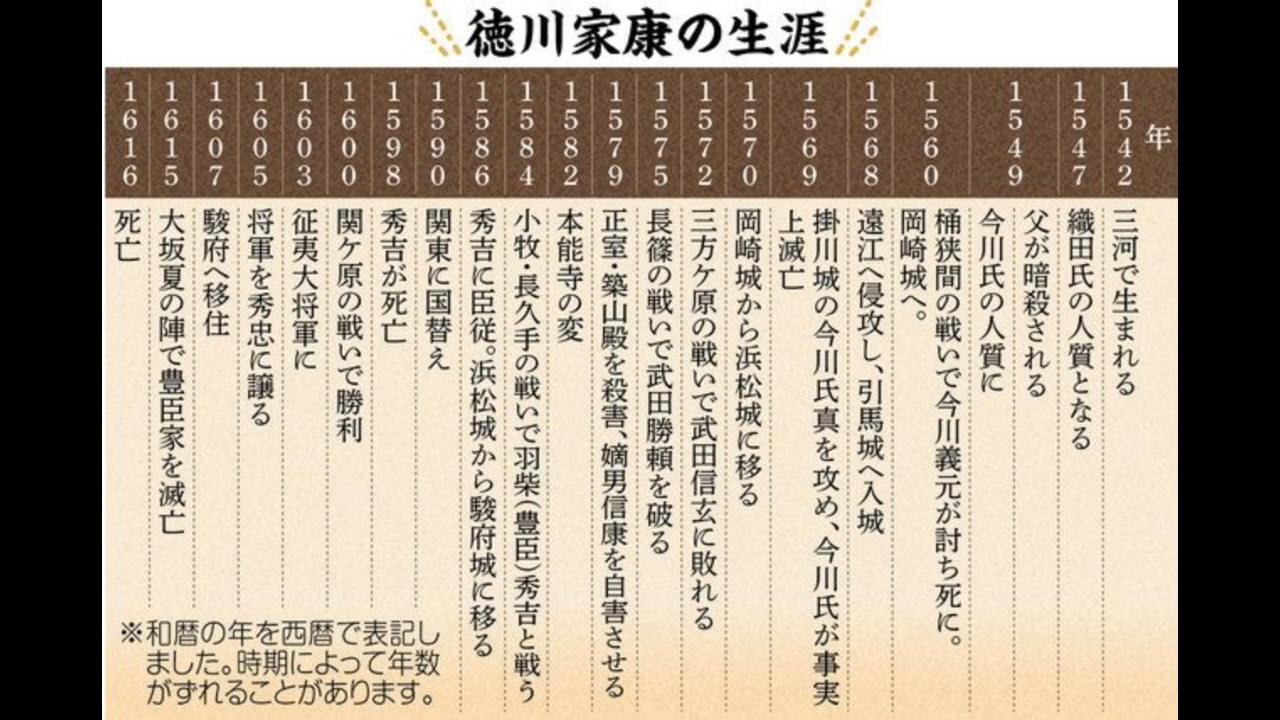 徳川家康の生涯
年
1542
三河で生まれる
1547
織田氏の人質となる
1549
父が暗殺される
今川氏の人質に
1560
桶狭間の戦いで今川義元が討ち死に。
岡崎城へ。
1568
遠江へ侵攻し、引馬城へ入城
1569
掛川城の今川氏真を攻め、今川氏が事実
上滅亡
1570
岡崎城から浜松城に移る
1572
三方ケ原の戦いで武田信玄に敗れる
1575
長篠の戦いで武田勝頼を破る
1579
正室・築山殿を殺害、嫡男信康を自害させる
1582
本能寺の変
1584
小牧・長久手の戦いで羽柴(豊臣)秀吉と戦う
1586
秀吉に臣従。浜松城から駿府城に移る
1590
関東に国替え
1598
秀吉が死亡
1600
関ケ原の戦いで勝利
1603
征夷大将軍に
1605
将軍を秀忠に譲る
1607
駿府へ移住
1615
大坂夏の陣で豊臣家を滅亡
1616
死亡
※和暦の年を西暦で表記し
ました。時期によって年数
がずれることがあります。